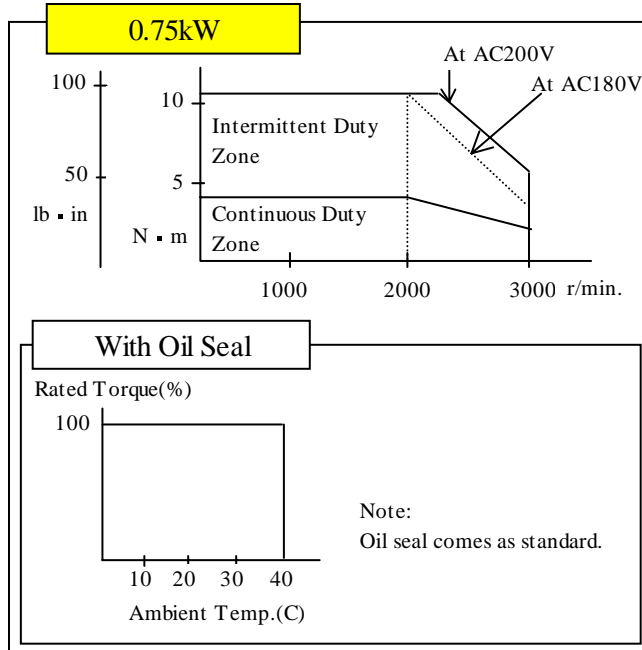 0.75kW
At AC200V
At AC180V
100
50
lb▪in
10
5
N▪m
Intermittent Duty
Zone
Continuous Duty
Zone
1000 2000 3000 r/min.
With Oil Seal
Rated Torque(%)
100
10 20 30 40
Ambient Temp.(C)
Note:
Oil seal comes as standard.